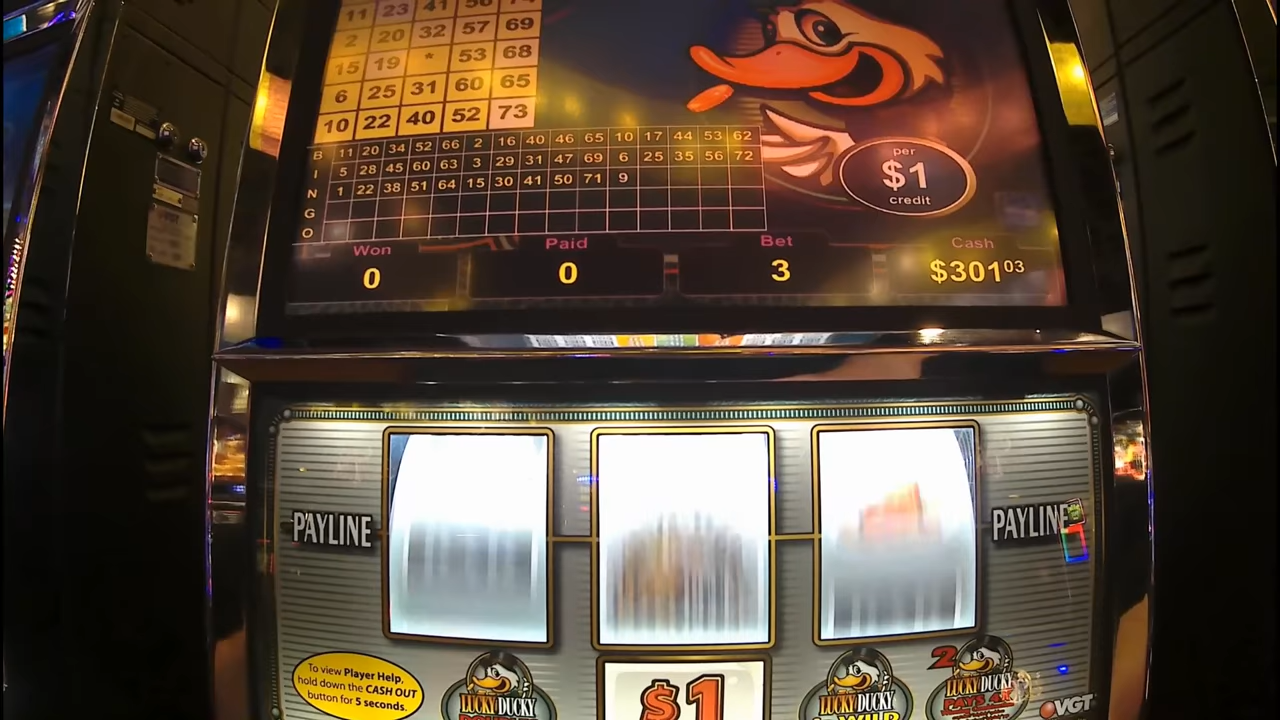 11 23 41 56 74
2 20 32 57 69
15 19 * 53 68
6 25 31 60 65
10 22 40 52 73
B 11 20 34 52 66 2 16 40 46 65 10 17 44 53 62
I 5 28 45 60 63 3 29 31 47 69 6 25 35 56 72
N 1 22 38 51 64 15 30 41 50 71 9
G
O
per
$1
credit
Won Paid Bet Cash
0 0 3 $301.03
PAYLINE PAYLINE
To view Player Help,
hold down the CASH OUT
button for 5 seconds.
LUCKY DUCKY
$1
LUCKY DUCKY
WILD
2
LUCKY DUCKY
PAYS 4X
VGT